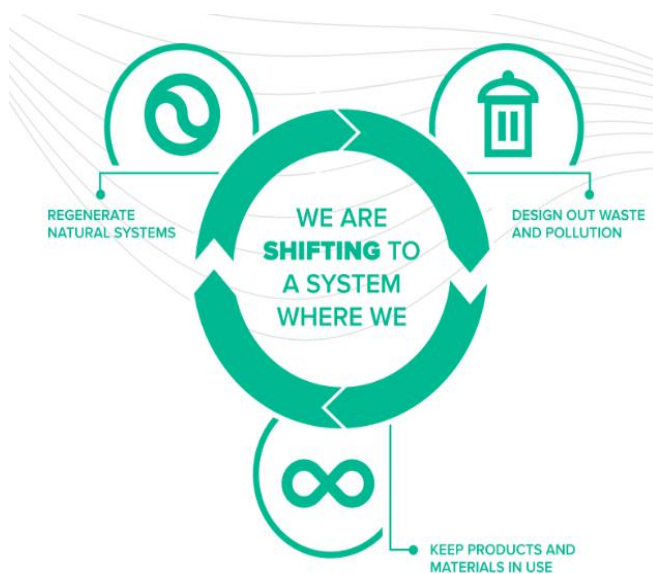 WE ARE
SHIFTING TO
A SYSTEM
WHERE WE
REGENERATE
NATURAL SYSTEMS
DESIGN OUT WASTE
AND POLLUTION
KEEP PRODUCTS AND
MATERIALS IN USE